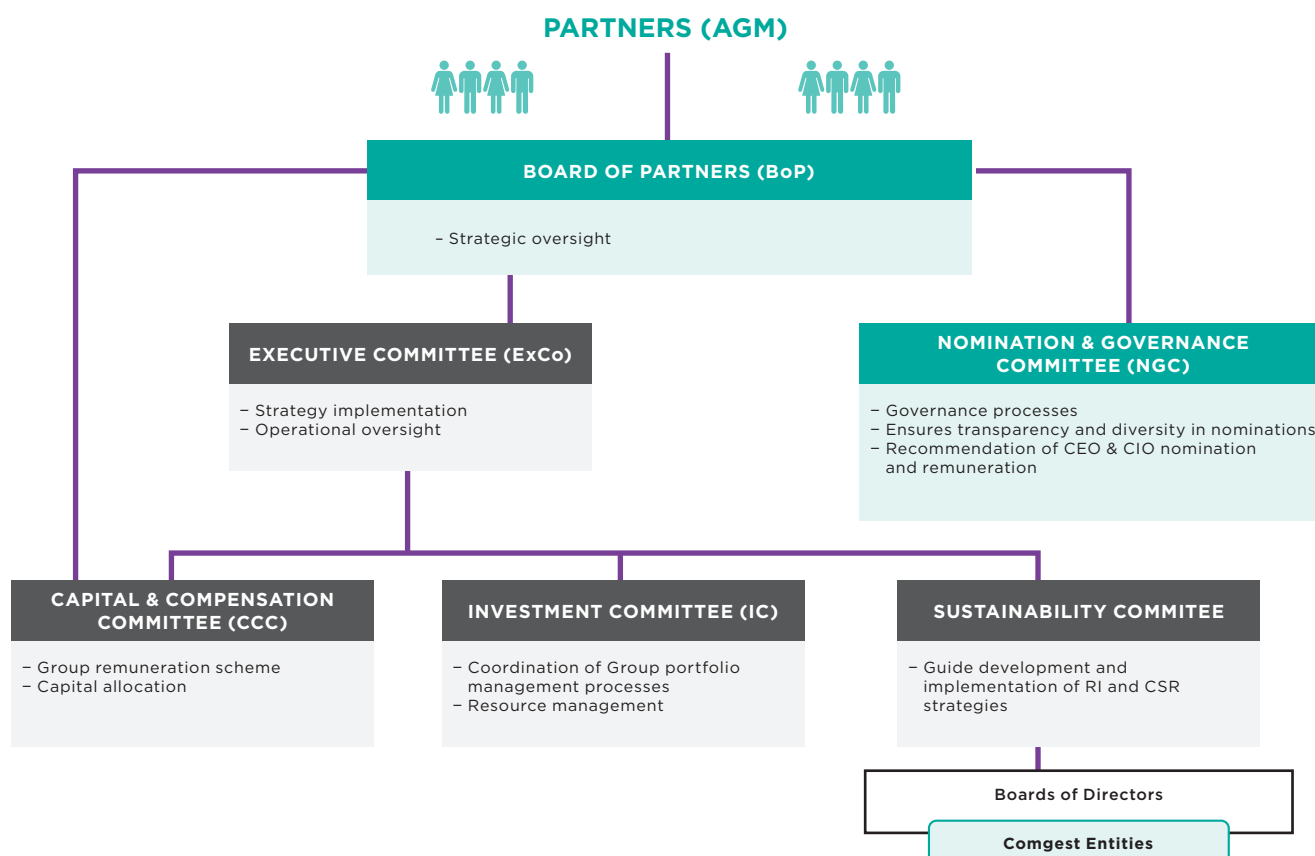 PARTNERS (AGM)
BOARD OF PARTNERS (BoP)
– Strategic oversight
EXECUTIVE COMMITTEE (ExCo)
– Strategy implementation
– Operational oversight
NOMINATION & GOVERNANCE
COMMITTEE (NGC)
– Governance processes
– Ensures transparency and diversity in nominations
– Recommendation of CEO & CIO nomination
and remuneration
CAPITAL & COMPENSATION
COMMITTEE (CCC)
– Group remuneration scheme
– Capital allocation
INVESTMENT COMMITTEE (IC)
– Coordination of Group portfolio
management processes
– Resource management
SUSTAINABILITY COMMITEE
– Guide development and
implementation of RI and CSR
strategies
Boards of Directors
Comgest Entities